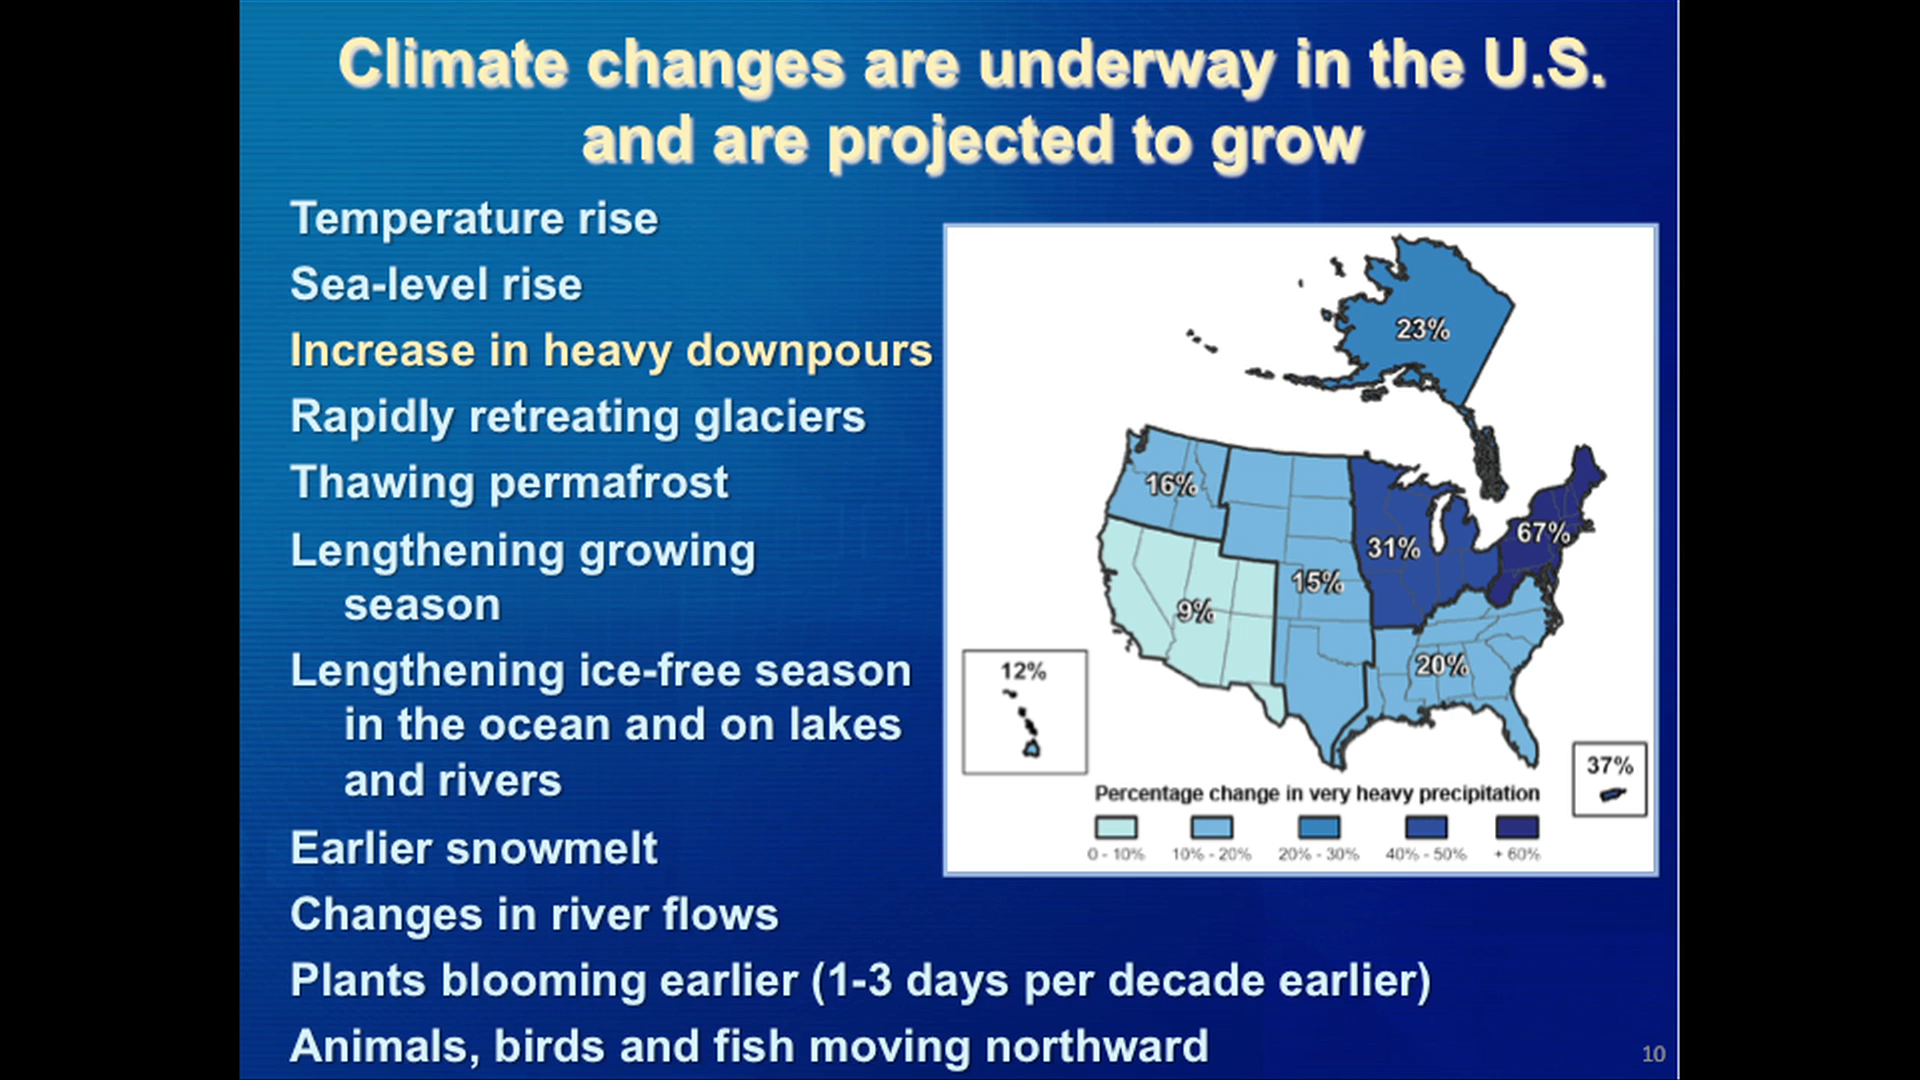 Climate changes are underway in the U.S.
and are projected to grow
Temperature rise
Sea-level rise
Increase in heavy downpours
Rapidly retreating glaciers
Thawing permafrost
Lengthening growing
season
Lengthening ice-free season
in the ocean and on lakes
and rivers
Earlier snowmelt
Changes in river flows
Plants blooming earlier (1-3 days per decade earlier)
Animals, birds and fish moving northward
23%
16%
67%
31%
15%
9%
20%
12%
37%
Percentage change in very heavy precipitation
0 - 10% 10% - 20% 20% - 30% 40% - 50% + 60%
10